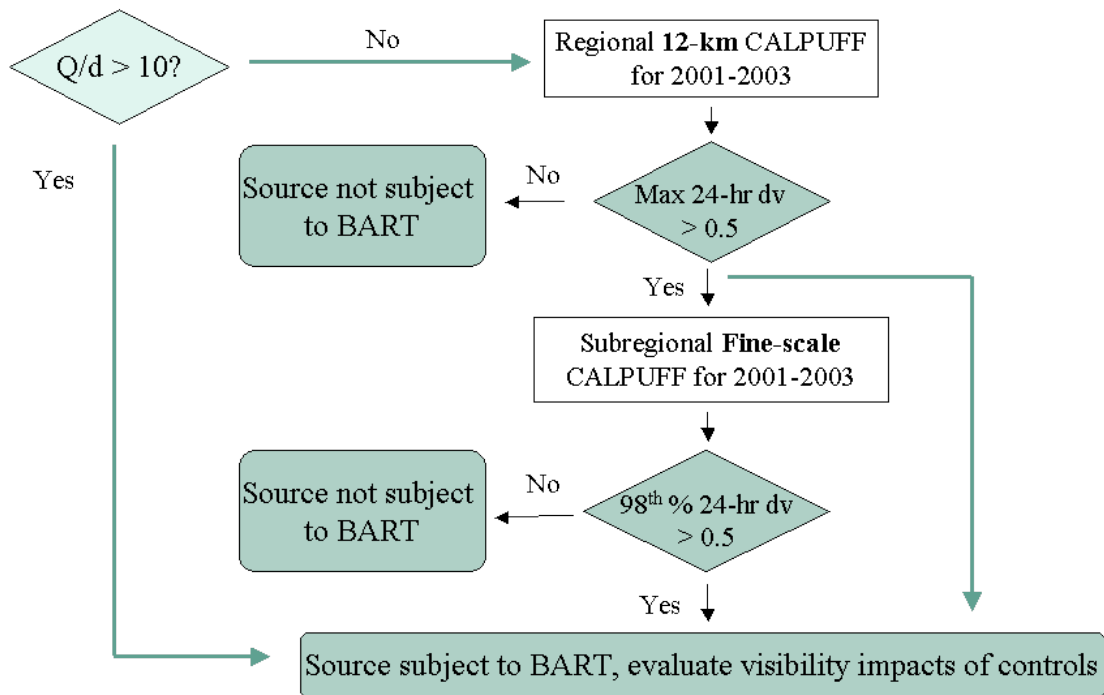 Q/d > 10?
No
Regional 12-km CALPUFF
for 2001-2003
Yes
Source not subject
to BART
No
Max 24-hr dv
> 0.5
Yes
Subregional Fine-scale
CALPUFF for 2001-2003
Source not subject
to BART
No
98th % 24-hr dv
> 0.5
Yes
Source subject to BART, evaluate visibility impacts of controls